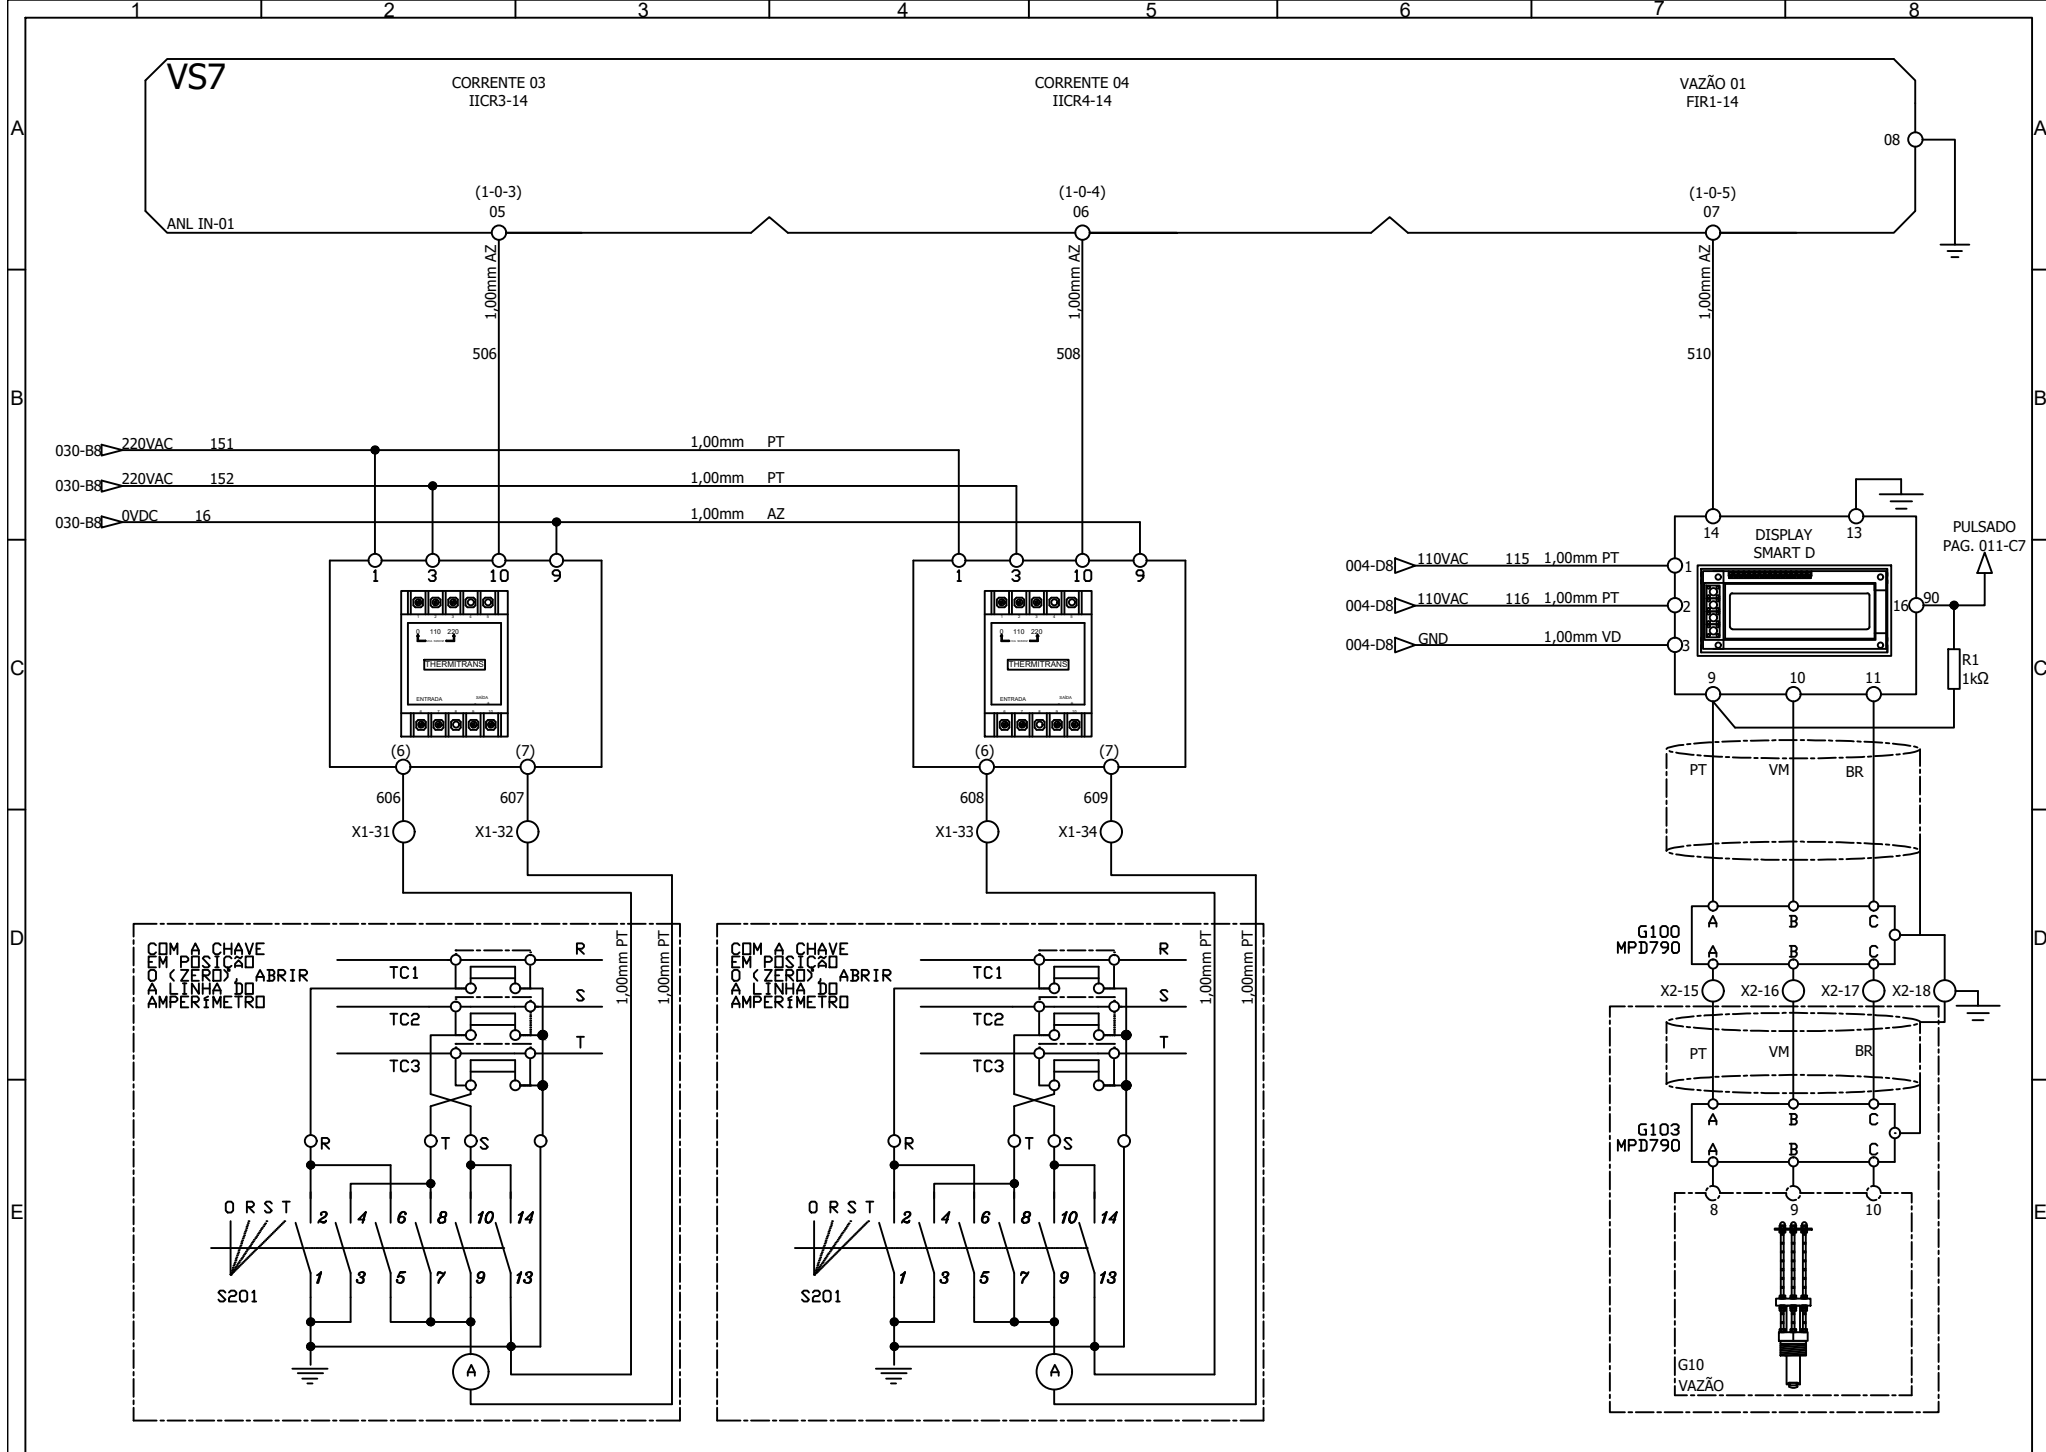 1 2 3 4 5 6 7 8
A A
B B
C C
D D
E E
VS7
CORRENTE 03
IICR3-14
CORRENTE 04
IICR4-14
VAZÃO 01
FIR1-14
08
(1-0-3)
05
(1-0-4)
06
(1-0-5)
07
ANL IN-01
1,00mm AZ
506
1,00mm AZ
508
1,00mm AZ
510
030-B8 220VAC 151 1,00mm PT
030-B8 220VAC 152 1,00mm PT
030-B8 0VDC 16 1,00mm AZ
1 3 10 9
0 110 220
THERMITRANS
ENTRADA SAÍDA
(6) (7)
606 607
X1-31 X1-32
1 3 10 9
0 110 220
THERMITRANS
ENTRADA SAÍDA
(6) (7)
608 609
X1-33 X1-34
14 DISPLAY 13
SMART D
PULSADO
PAG. 011-C7
004-D8 110VAC 115 1,00mm PT 1
004-D8 110VAC 116 1,00mm PT 2
004-D8 GND 1,00mm VD 3
16 90
R1
1kΩ
9 10 11
PT VM BR
G100
MPD790
A B C
A B C
X2-15 X2-16 X2-17 X2-18
PT VM BR
G103
MPD790
A B C
A B C
8 9 10
G10
VAZÃO
COM A CHAVE
EM POSIÇÃO
O (ZERO), ABRIR
A LINHA DO
AMPERÍMETRO
TC1 R
TC2 S
TC3 T
1,00mm PT
1,00mm PT
R T S
O R S T
2 4 6 8 10 14
1 3 5 7 9 13
S201
A
COM A CHAVE
EM POSIÇÃO
O (ZERO), ABRIR
A LINHA DO
AMPERÍMETRO
TC1 R
TC2 S
TC3 T
1,00mm PT
1,00mm PT
R T S
O R S T
2 4 6 8 10 14
1 3 5 7 9 13
S201
A